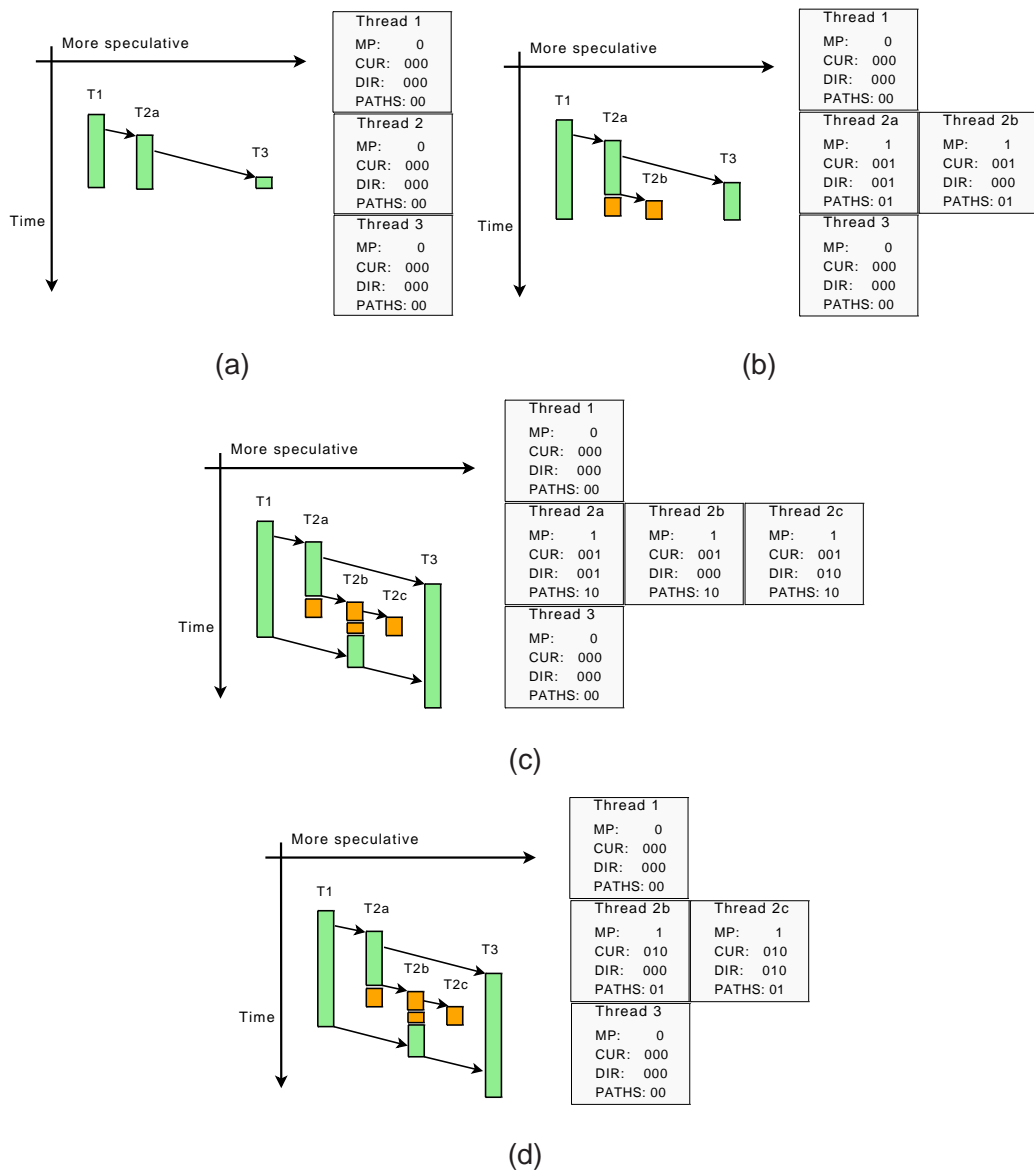 More speculative
Time
T1
T2a
T3
Thread 1
MP: 0
CUR: 000
DIR: 000
PATHS: 00
Thread 2
MP: 0
CUR: 000
DIR: 000
PATHS: 00
Thread 3
MP: 0
CUR: 000
DIR: 000
PATHS: 00
(a)
More speculative
Time
T1
T2a
T2b
T3
Thread 1
MP: 0
CUR: 000
DIR: 000
PATHS: 00
Thread 2a
MP: 1
CUR: 001
DIR: 001
PATHS: 01
Thread 2b
MP: 1
CUR: 001
DIR: 000
PATHS: 01
Thread 3
MP: 0
CUR: 000
DIR: 000
PATHS: 00
(b)
More speculative
Time
T1
T2a
T2b
T2c
T3
Thread 1
MP: 0
CUR: 000
DIR: 000
PATHS: 00
Thread 2a
MP: 1
CUR: 001
DIR: 001
PATHS: 10
Thread 2b
MP: 1
CUR: 001
DIR: 000
PATHS: 10
Thread 2c
MP: 1
CUR: 001
DIR: 010
PATHS: 10
Thread 3
MP: 0
CUR: 000
DIR: 000
PATHS: 00
(c)
More speculative
Time
T1
T2a
T2b
T2c
T3
Thread 1
MP: 0
CUR: 000
DIR: 000
PATHS: 00
Thread 2b
MP: 1
CUR: 010
DIR: 000
PATHS: 01
Thread 2c
MP: 1
CUR: 010
DIR: 010
PATHS: 01
Thread 3
MP: 0
CUR: 000
DIR: 000
PATHS: 00
(d)